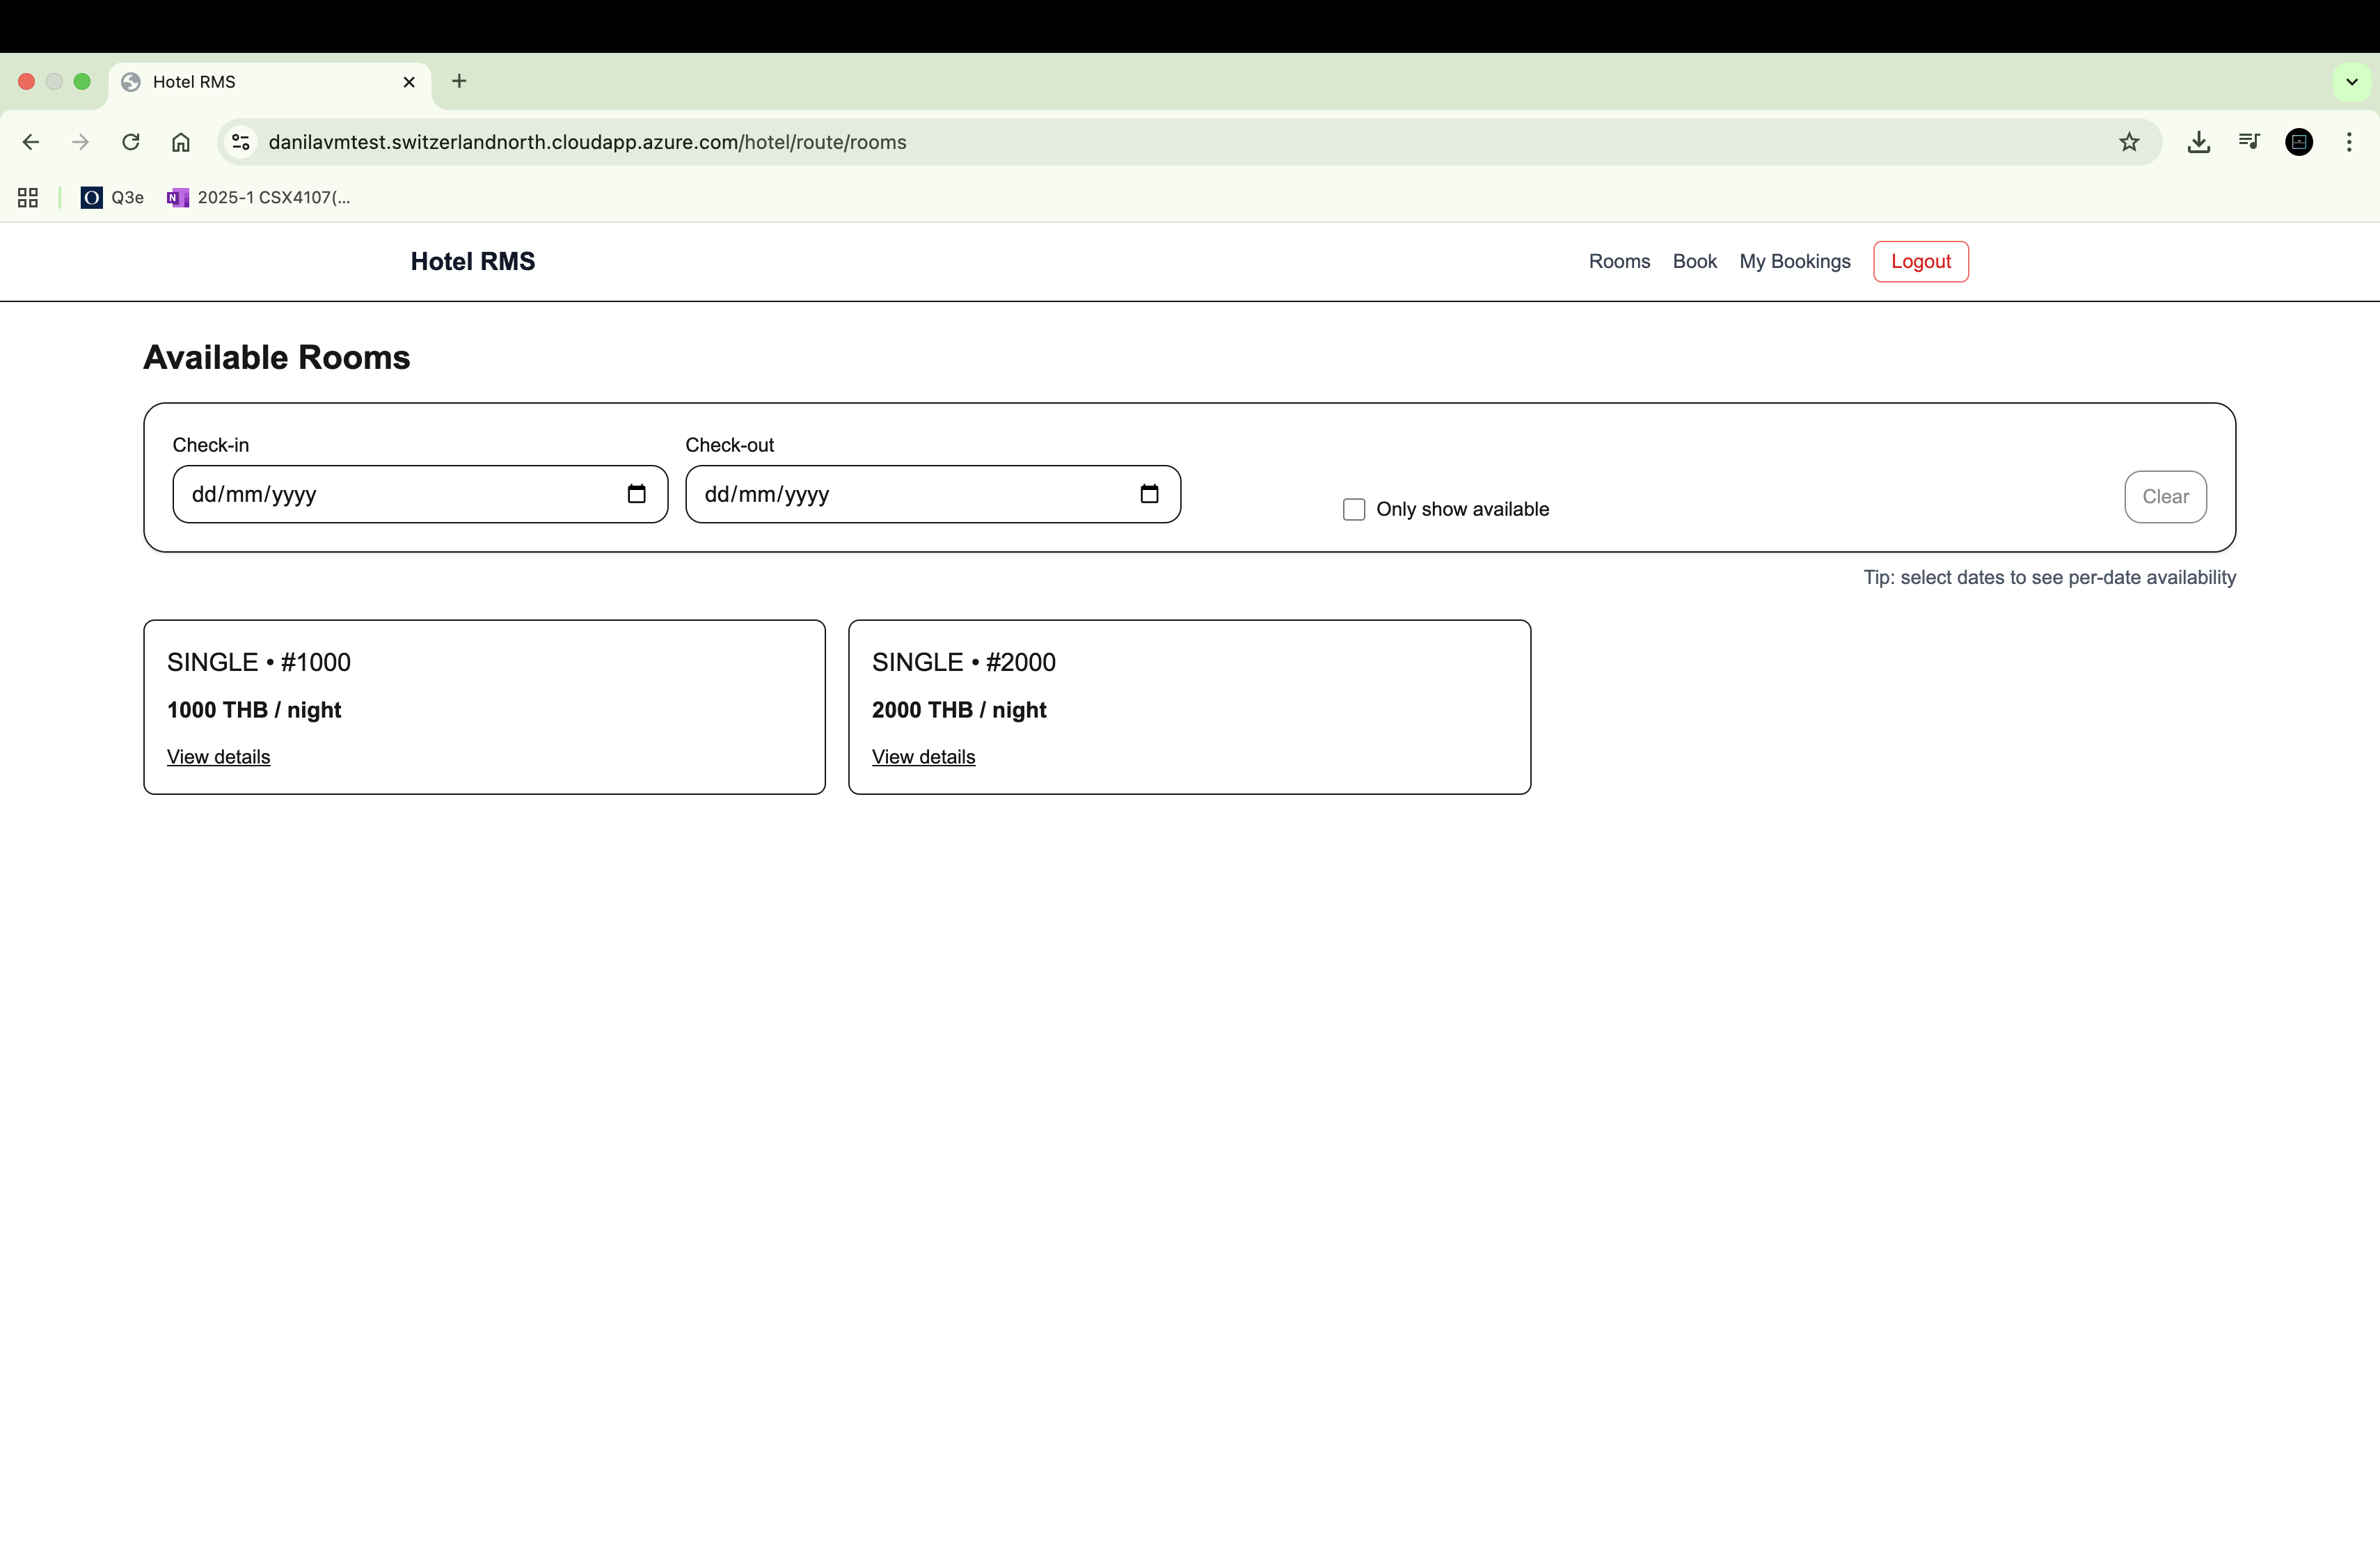 Hotel RMS
danilavmtest.switzerlandnorth.cloudapp.azure.com/hotel/route/rooms
Q3e
2025-1 CSX4107(...
Hotel RMS
Rooms Book My Bookings Logout
Available Rooms
Check-in Check-out
dd/mm/yyyy dd/mm/yyyy Only show available Clear
Tip: select dates to see per-date availability
SINGLE • #1000
1000 THB / night
View details
SINGLE • #2000
2000 THB / night
View details